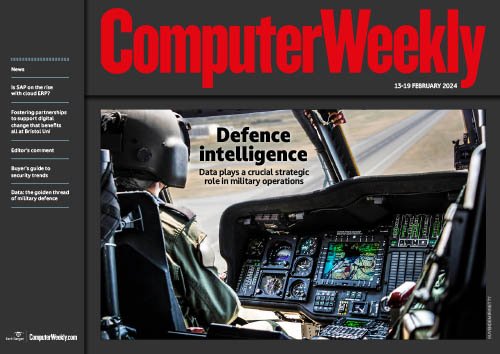 ComputerWeekly
13-19 FEBRUARY 2024
News
Is SAP on the rise
with cloud ERP?
Fostering partnerships
to support digital
change that benefits
all at Bristol Uni
Editor's comment
Buyer's guide to
security trends
Data: the golden thread
of military defence
Defence
intelligence
Data plays a crucial strategic
role in military operations
ComputerWeekly.com